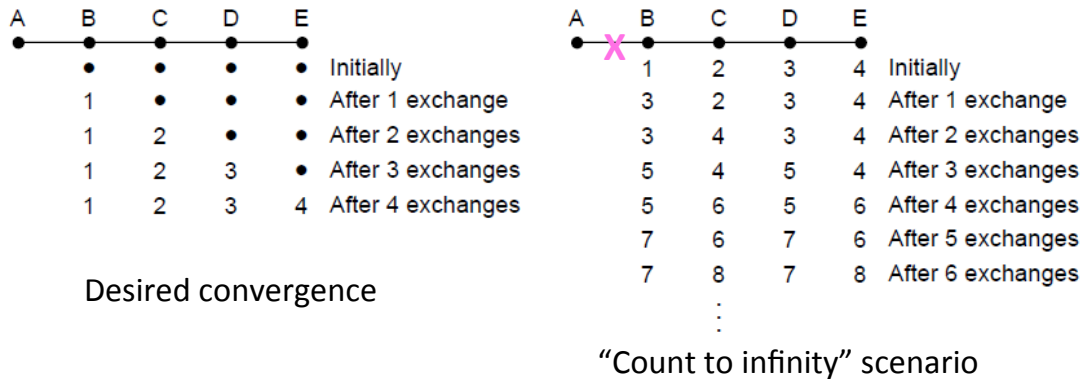 A B C D E
• • • • Initially
1 • • • After 1 exchange
1 2 • • After 2 exchanges
1 2 3 • After 3 exchanges
1 2 3 4 After 4 exchanges
Desired convergence
A B C D E
X
1 2 3 4 Initially
3 2 3 4 After 1 exchange
3 4 3 4 After 2 exchanges
5 4 5 4 After 3 exchanges
5 6 5 6 After 4 exchanges
7 6 7 6 After 5 exchanges
7 8 7 8 After 6 exchanges
⋮
“Count to infinity” scenario